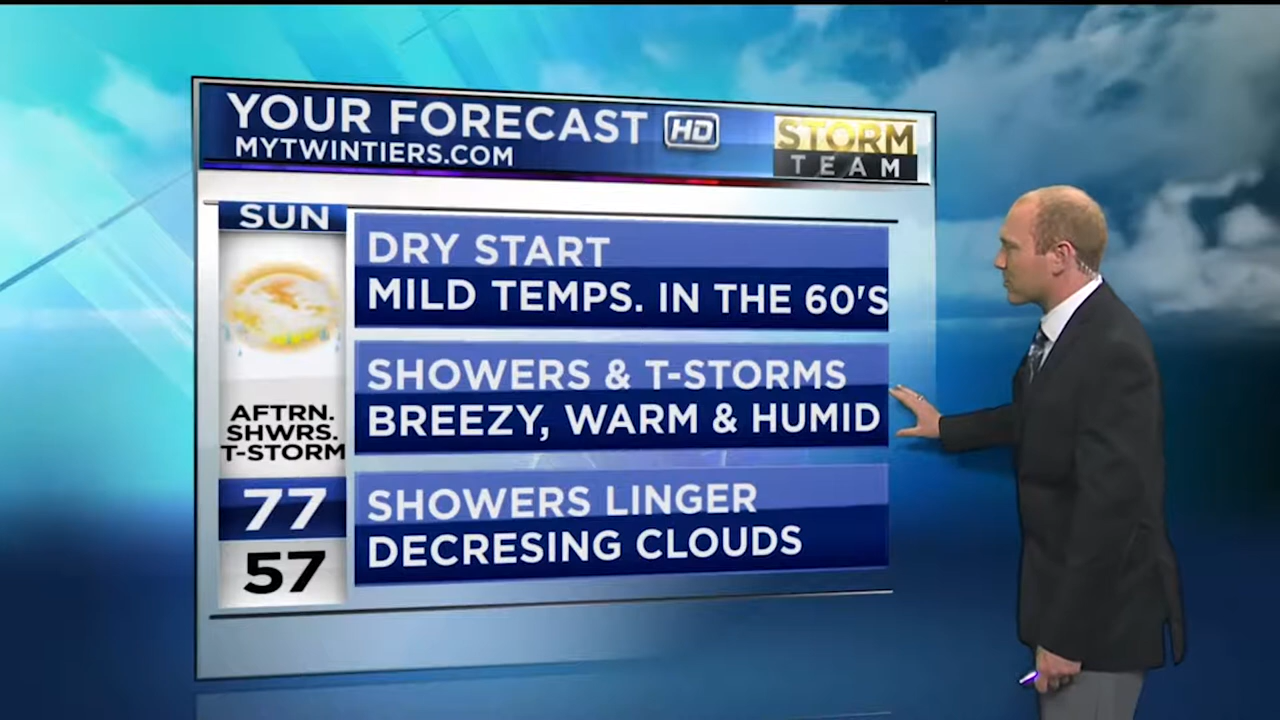 YOUR FORECAST HD
MYTWINTIERS.COM
STORM
TEAM
SUN
AFTRN.
SHWRS.
T-STORM
77
57
DRY START
MILD TEMPS. IN THE 60'S
SHOWERS & T-STORMS
BREEZY, WARM & HUMID
SHOWERS LINGER
DECRESING CLOUDS